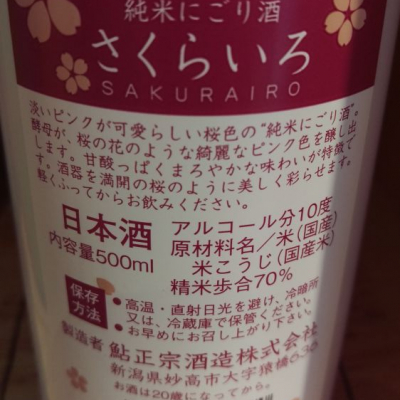 純米にごり酒
さくらいろ
SAKURAIRO
淡いピンクが可愛らしい桜色の"純米にごり酒"。
酵母が、桜の花のような綺麗なピンク色を醸し出
します。甘酸っぱくまろやかな味わいが特徴で
す。酒器を満開の桜のように美しく彩らせます。
軽くふってからお飲みください。
日本酒
内容量500ml
アルコール分10度
原材料名／米(国産)
米こうじ(国産米)
精米歩合70%
保存方法
・高温・直射日光を避け、冷暗所
又は、冷蔵庫で保管ください。
・お早めにお召し上がり下さい。
製造者 鮎正宗酒造株式会社
新潟県妙高市大字猿橋636
お酒は20歳になってから。